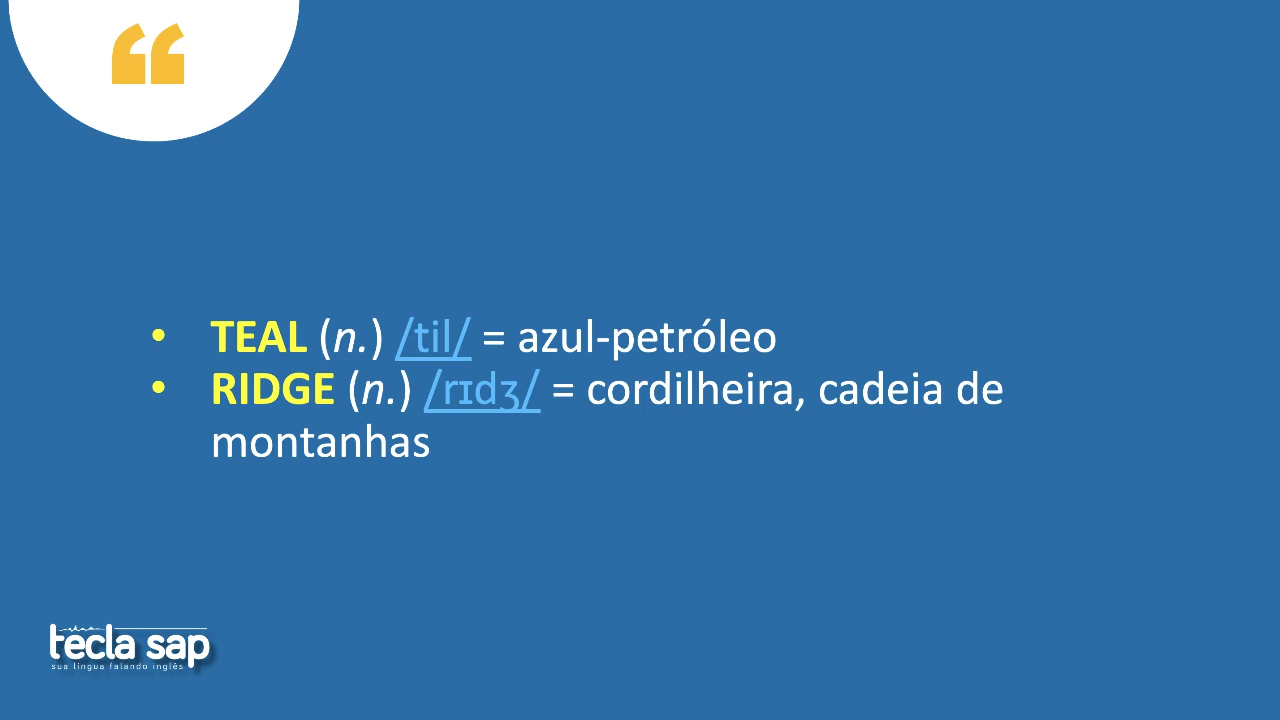 “
• TEAL (n.) /til/ = azul-petróleo
• RIDGE (n.) /rɪdʒ/ = cordilheira, cadeia de
montanhas
tecla sap
sua língua falando inglês